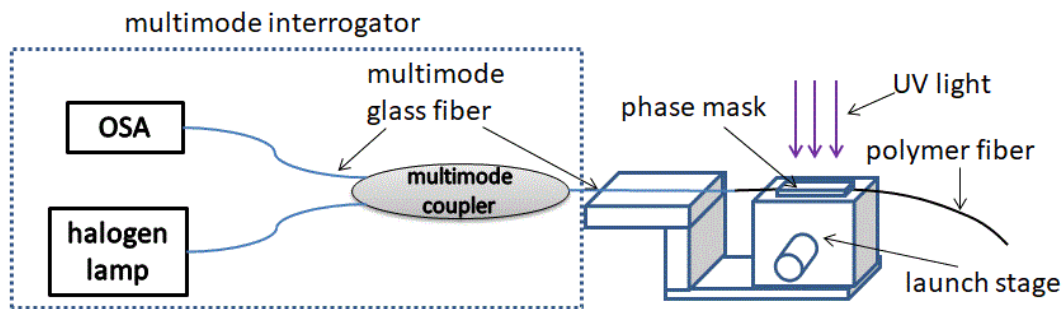 multimode interrogator
multimode
glass fiber
OSA
halogen
lamp
multimode
coupler
phase mask
UV light
polymer fiber
launch stage